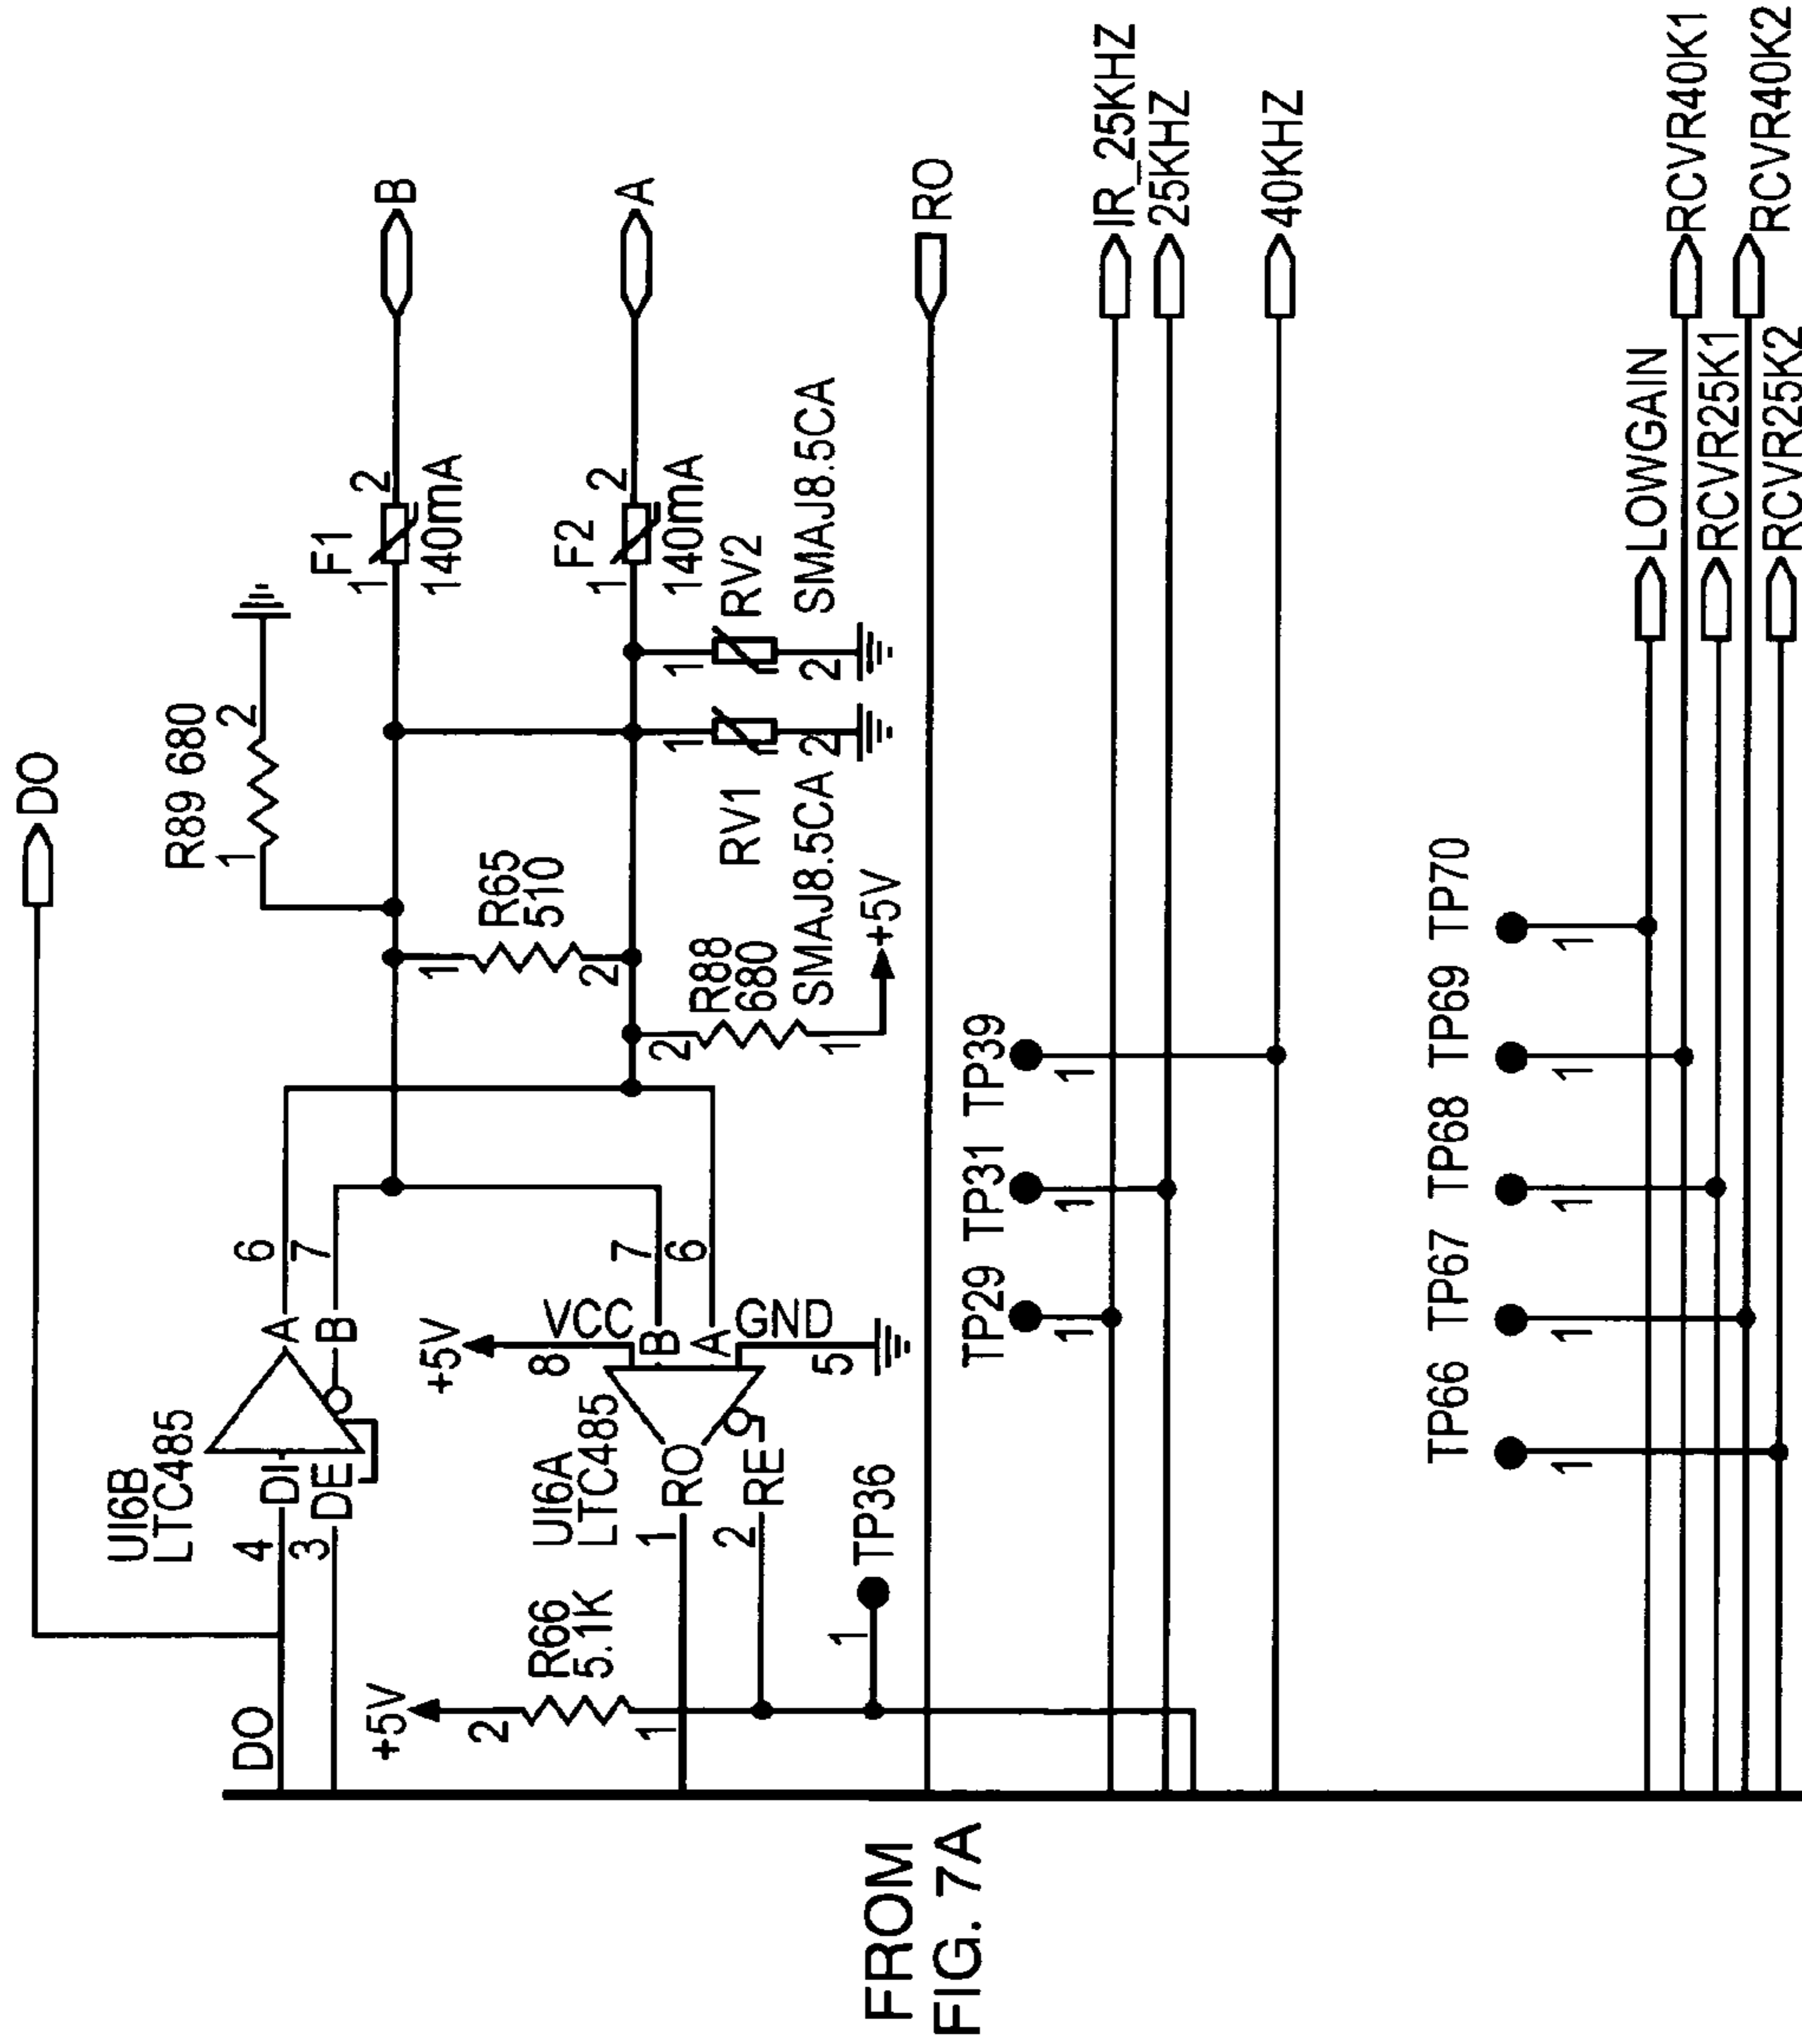 DO
R89 680
1
2
F1
1
2
140mA
B
R65
510
1
2
F2
1
2
140mA
A
RV2
1
2
SMAJ8.5CA
RV1
1
2
SMAJ8.5CA
R88
680
2
1
+5V
UI6B
LTC485
4
DI
3
DE
A
6
B
7
DO
+5V
VCC
8
B
7
A
6
GND
5
UI6A
LTC485
1
RO
2
RE
+5V
R66
5.1K
2
1
TP36
1
RO
TP29 TP31 TP39
1
1
1
IR_25KHZ
25KHZ
40KHZ
TP66 TP67 TP68 TP69 TP70
1
1
1
1
1
LOWGAIN
RCVR40K1
RCVR25K1
RCVR40K2
RCVR25K2
FROM
FIG. 7A